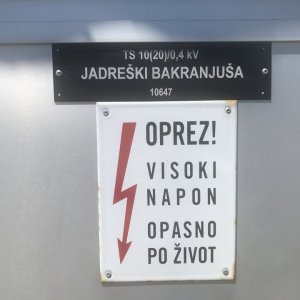 TS 10(20)/0,4 kV
JADREŠKI BAKRANJUŠA
10647
OPREZ!
VISOKI
NAPON
OPASNO
PO ŽIVOT